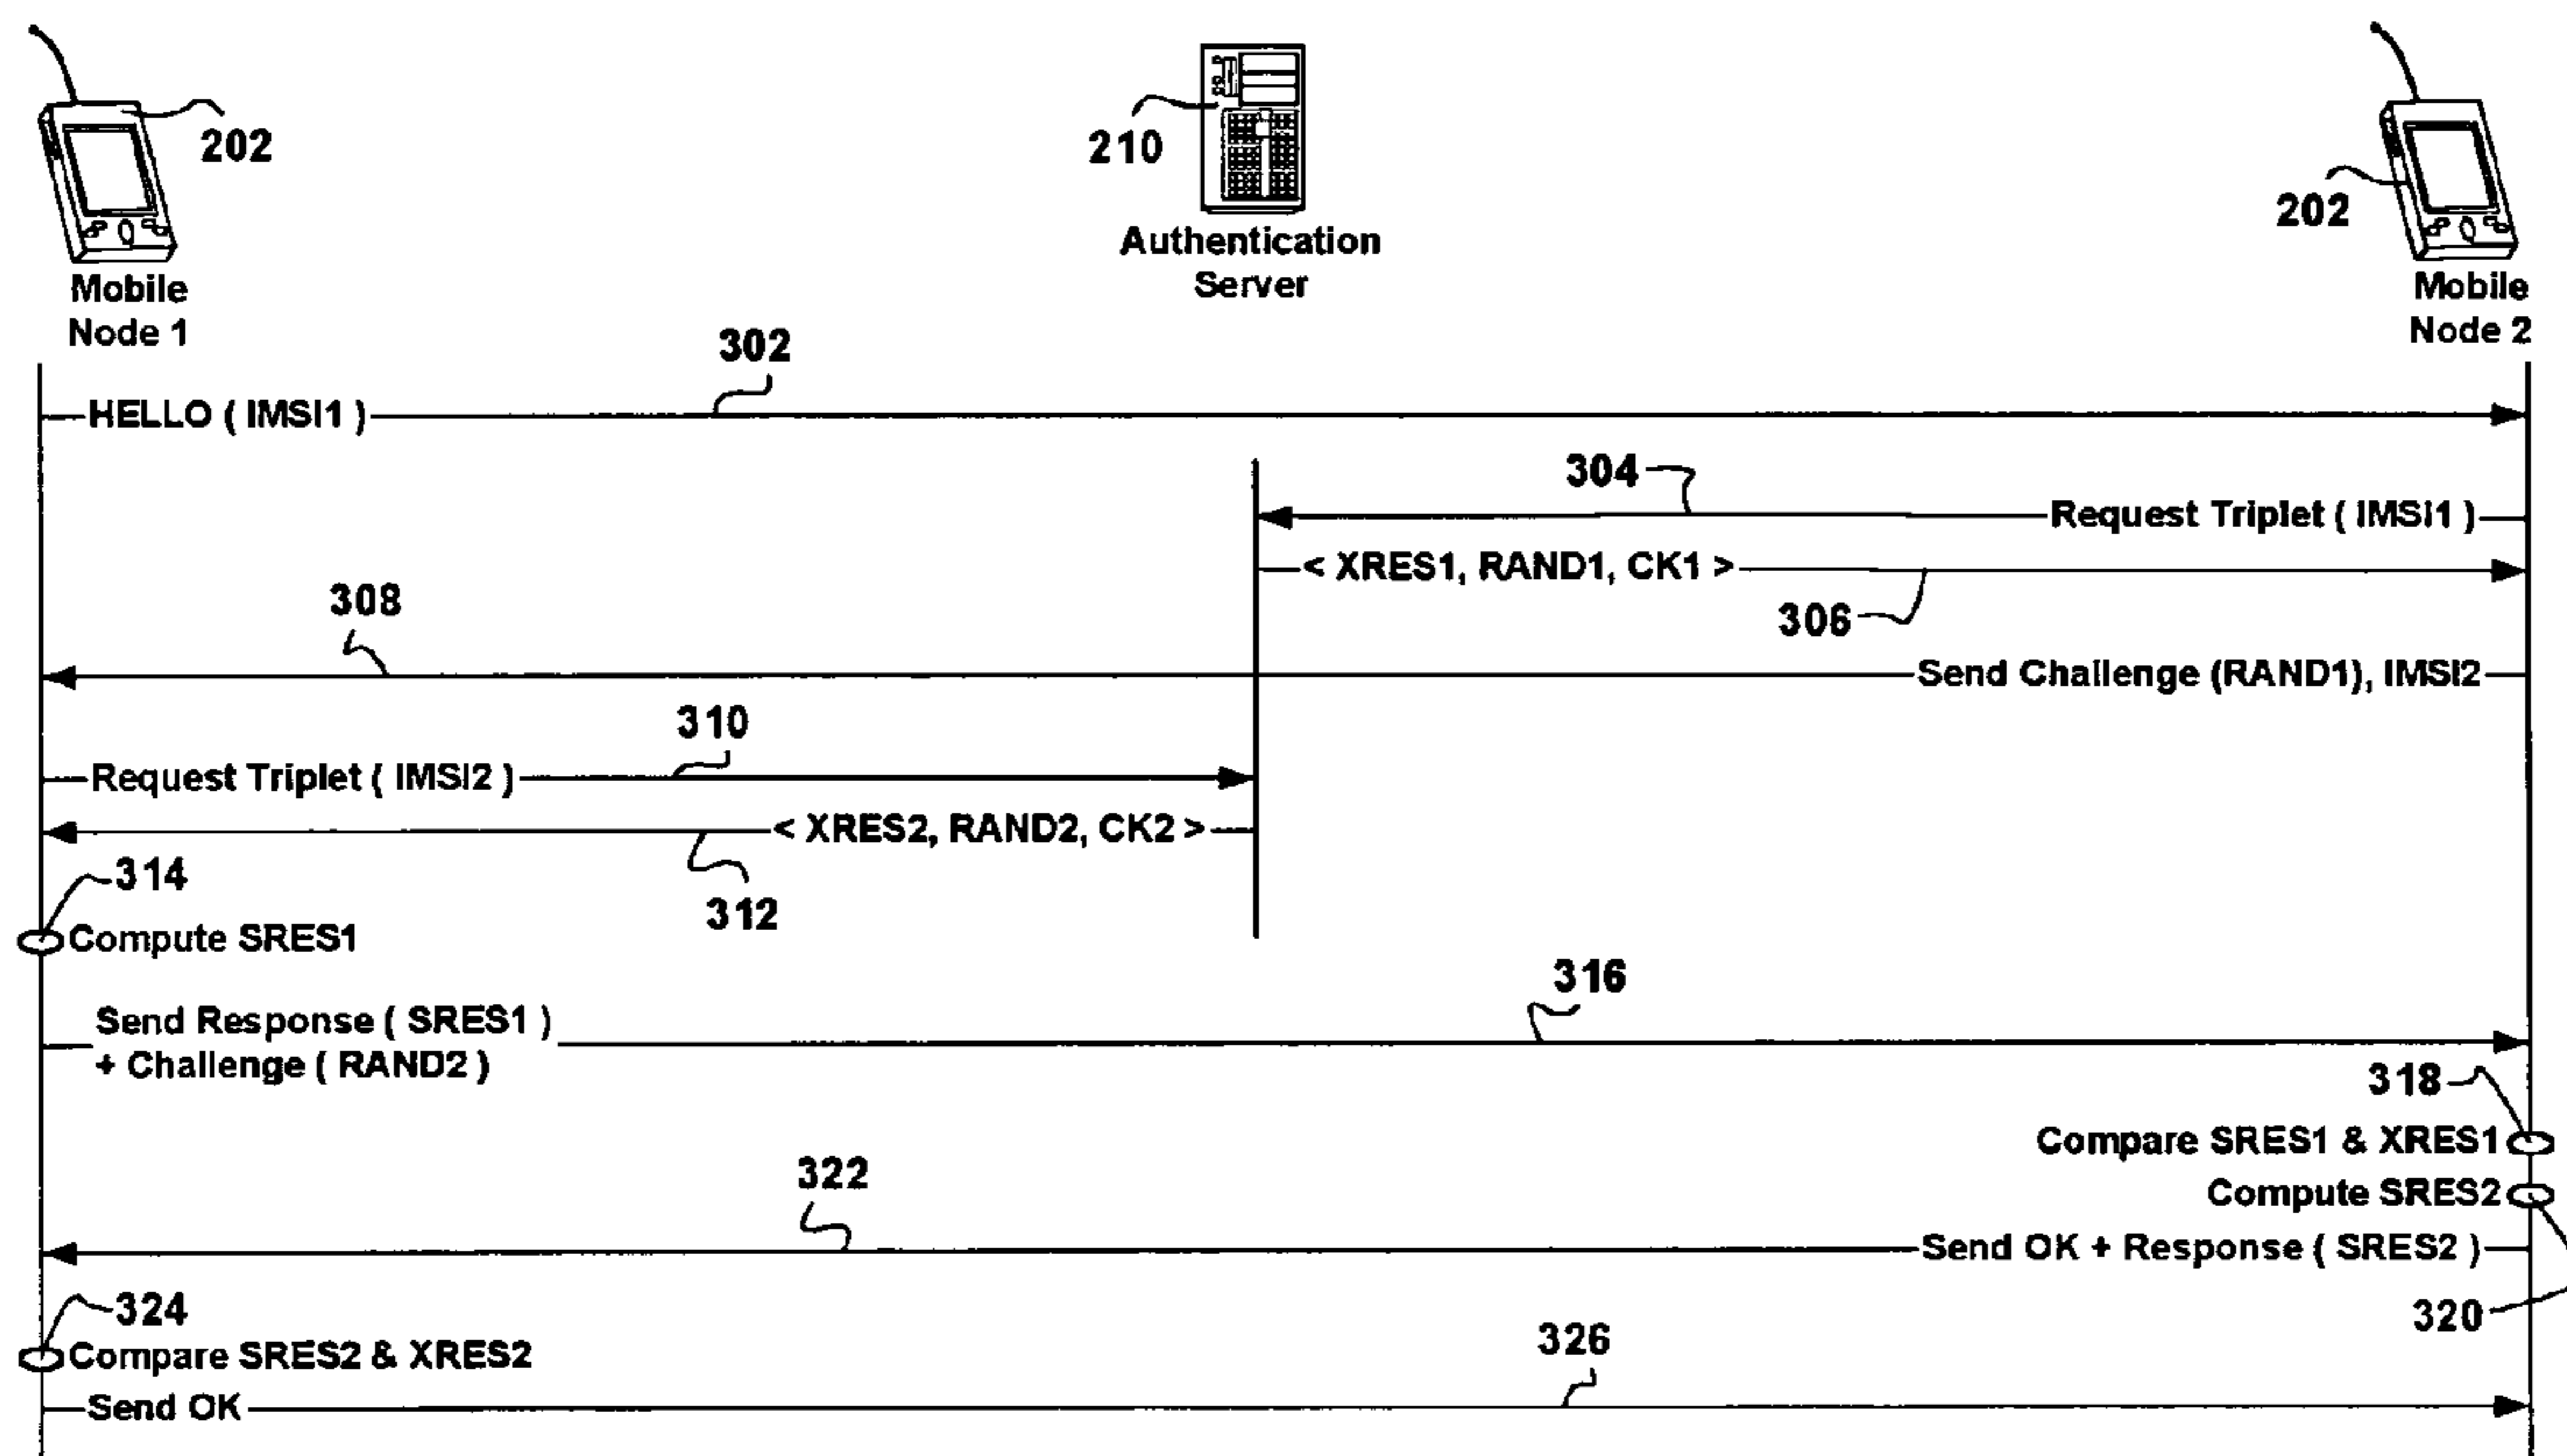 202
210
202
Authentication
Server
Mobile
Node 1
Mobile
Node 2
302
HELLO ( IMSI1 )
304
Request Triplet ( IMSI1 )
< XRES1, RAND1, CK1 >
306
308
Send Challenge (RAND1), IMSI2
310
Request Triplet ( IMSI2 )
< XRES2, RAND2, CK2 >
312
314
Compute SRES1
316
Send Response ( SRES1 )
+ Challenge ( RAND2 )
318
Compare SRES1 & XRES1
Compute SRES2
322
Send OK + Response ( SRES2 )
320
324
Compare SRES2 & XRES2
326
Send OK